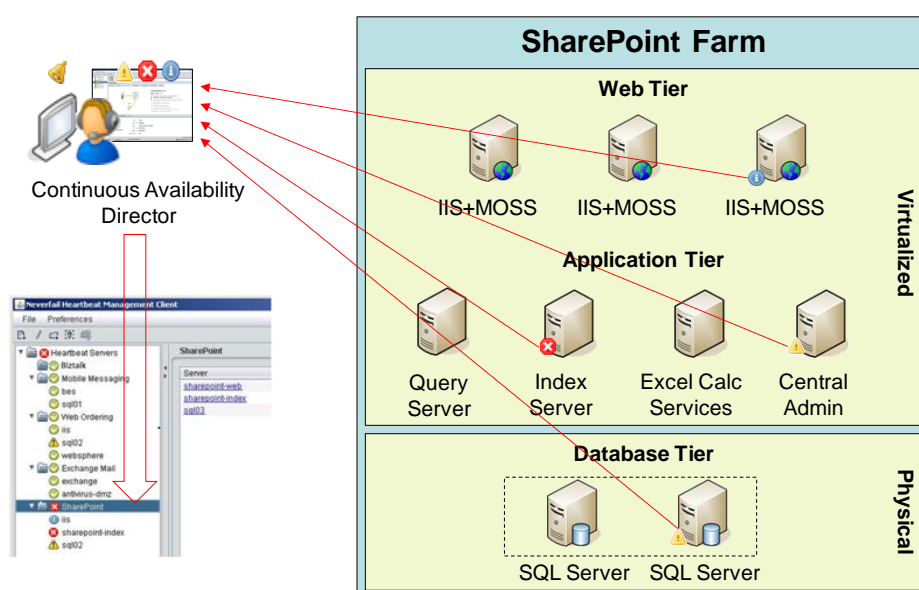 SharePoint Farm
Web Tier
IIS+MOSS
IIS+MOSS
IIS+MOSS
Virtualized
Application Tier
Query
Server
Index
Server
Excel Calc
Services
Central
Admin
Database Tier
SQL Server
SQL Server
Physical
Continuous Availability
Director
Neverfail Heartbeat Management Client
File Preferences
Heartbeat Servers
Biztalk
Mobile Messaging
bes
sql01
Web Ordering
iis
sql02
websphere
Exchange Mail
exchange
antivirus-dmz
SharePoint
iis
sharepoint-index
sql02
SharePoint
Server
sharepoint-web
sharepoint-index
sql03